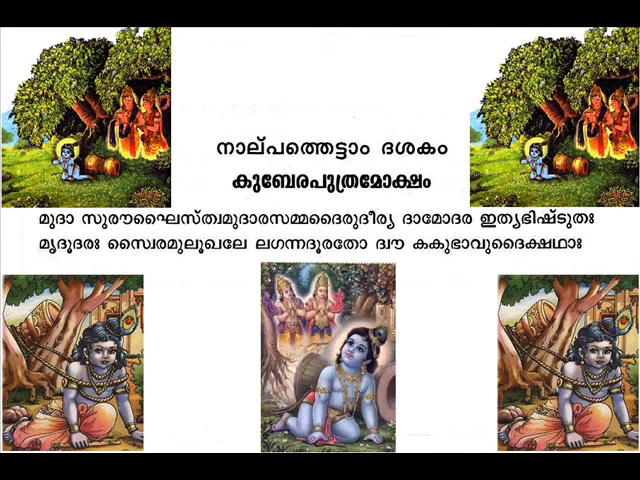 നാല്പത്തെട്ടാം ദശകം
കുബേരപുത്രമോക്ഷം
മുദാ സുരൗഘൈസ്ത്വമുദാരസമ്മദൈരുദീര്യ ദാമോദര ഇത്യഭിഷ്ടുതഃ
മൃദൂദരഃ സ്വൈരമുലൂഖലേ ലഗന്നദൂരതോ ദ്വൗ കകുഭാവുദൈക്ഷഥാഃ